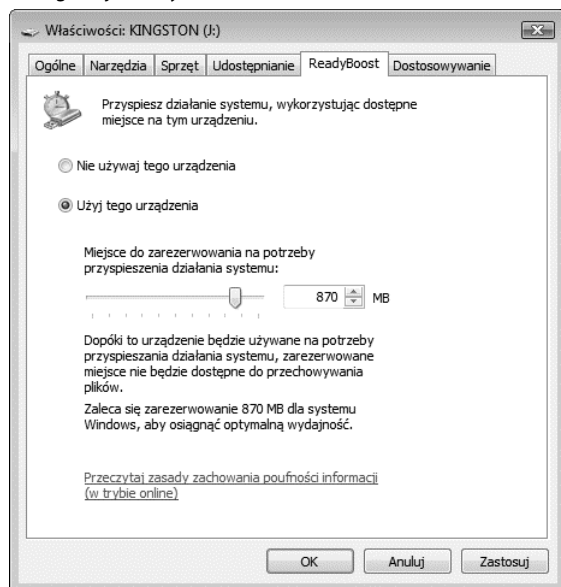 Właściwości: KINGSTON (J:)
Ogólne Narzędzia Sprzęt Udostępnianie ReadyBoost Dostosowywanie
Przyspiesz działanie systemu, wykorzystując dostępne
miejsce na tym urządzeniu.
Nie używaj tego urządzenia
Użyj tego urządzenia
Miejsce do zarezerwowania na potrzeby
przyspieszenia działania systemu:
870 MB
Dopóki to urządzenie będzie używane na potrzeby
przyspieszania działania systemu, zarezerwowane
miejsce nie będzie dostępne do przechowywania
plików.
Zaleca się zarezerwowanie 870 MB dla systemu
Windows, aby osiągnąć optymalną wydajność.
Przeczytaj zasady zachowania poufności informacji
(w trybie online)
OK Anuluj Zastosuj